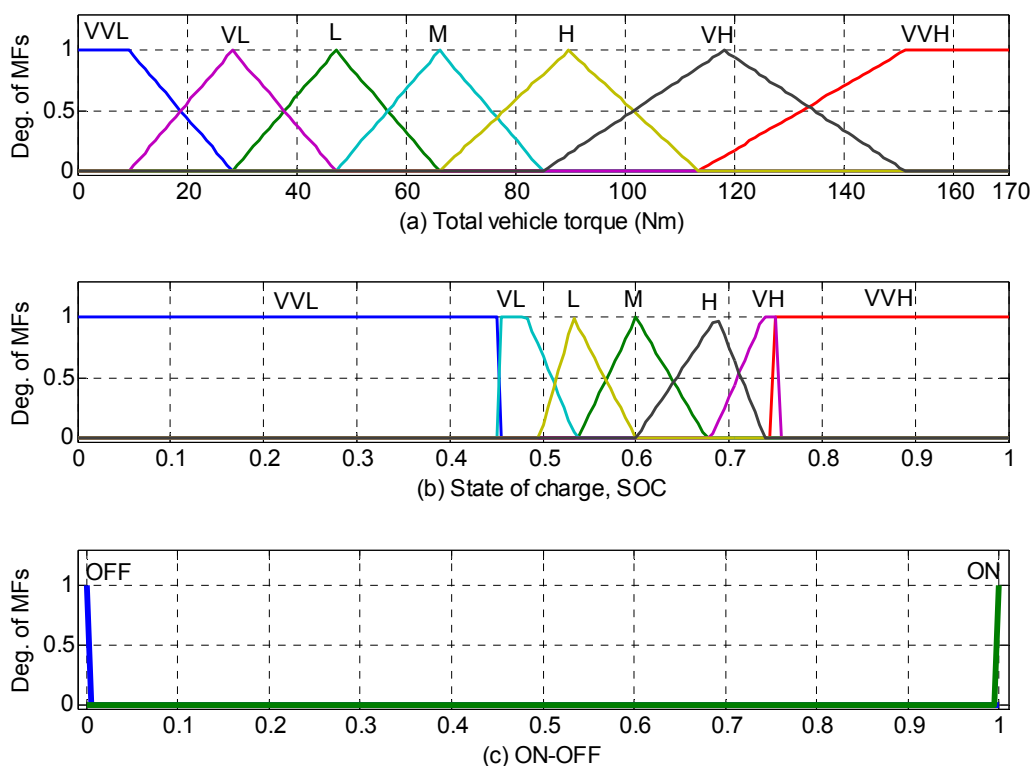 VVL VL L M H VH VVH
1
0.5
0
Deg. of MFs
0 20 40 60 80 100 120 140 160 170
(a) Total vehicle torque (Nm)
VVL VL L M H VH VVH
1
0.5
0
Deg. of MFs
0 0.1 0.2 0.3 0.4 0.5 0.6 0.7 0.8 0.9 1
(b) State of charge, SOC
OFF ON
1
0.5
0
Deg. of MFs
0 0.1 0.2 0.3 0.4 0.5 0.6 0.7 0.8 0.9 1
(c) ON-OFF